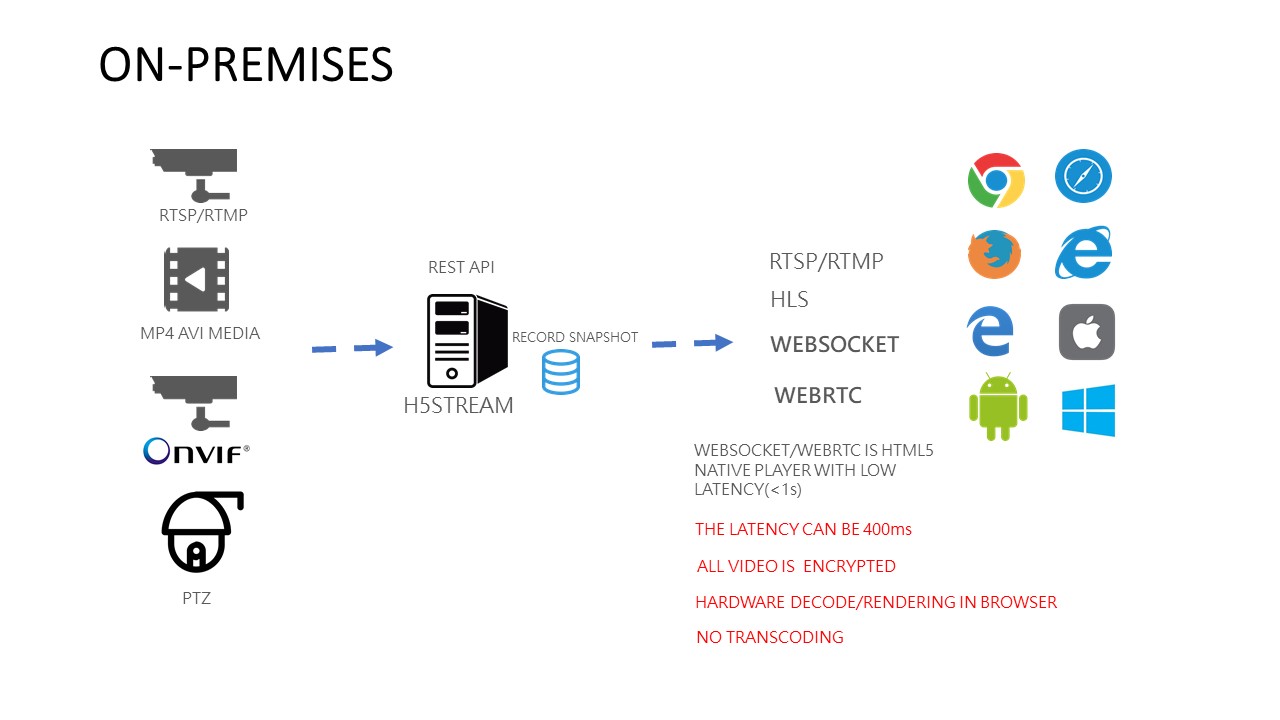 ON-PREMISES
RTSP/RTMP
MP4 AVI MEDIA
ONVIF®
PTZ
REST API
RECORD SNAPSHOT
H5STREAM
RTSP/RTMP
HLS
WEBSOCKET
WEBRTC
WEBSOCKET/WEBRTC IS HTML5
NATIVE PLAYER WITH LOW
LATENCY(<1s)
THE LATENCY CAN BE 400ms
ALL VIDEO IS  ENCRYPTED
HARDWARE DECODE/RENDERING IN BROWSER
NO TRANSCODING